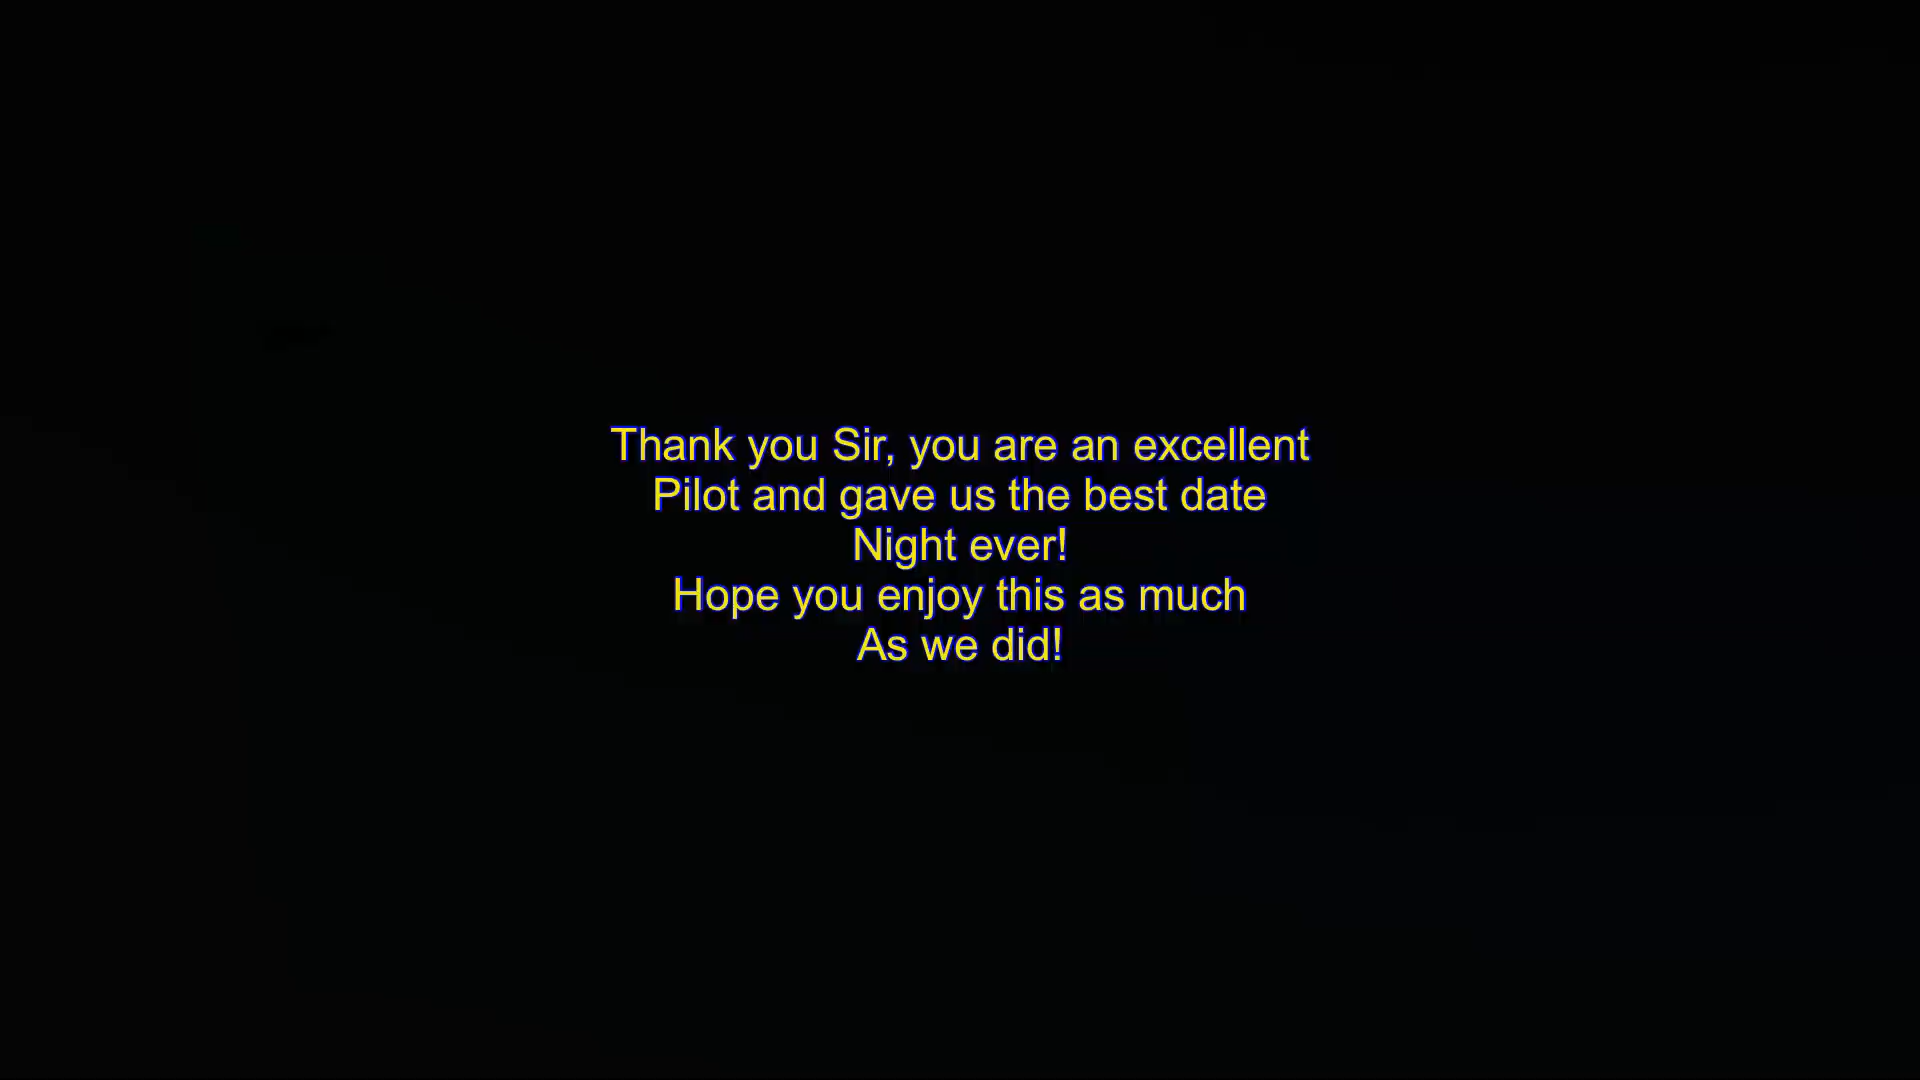 Thank you Sir, you are an excellent
Pilot and gave us the best date
Night ever!
Hope you enjoy this as much
As we did!